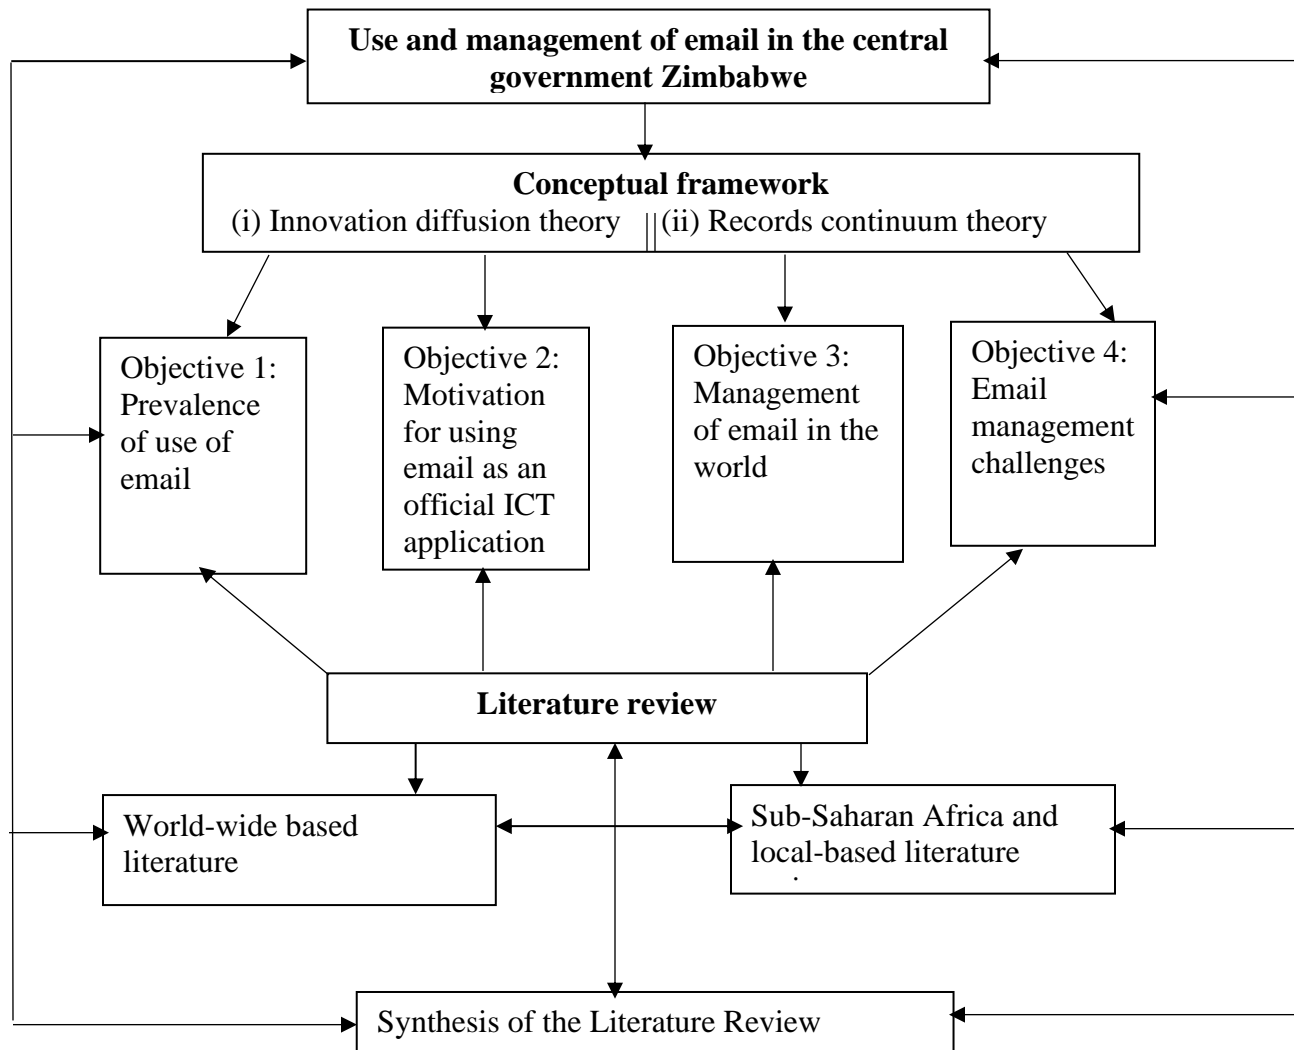 Use and management of email in the central
government Zimbabwe
Conceptual framework
(i) Innovation diffusion theory (ii) Records continuum theory
Objective 1:
Prevalence
of use of
email
Objective 2:
Motivation
for using
email as an
official ICT
application
Objective 3:
Management
of email in the
world
Objective 4:
Email
management
challenges
Literature review
World-wide based
literature
Sub-Saharan Africa and
local-based literature
Synthesis of the Literature Review